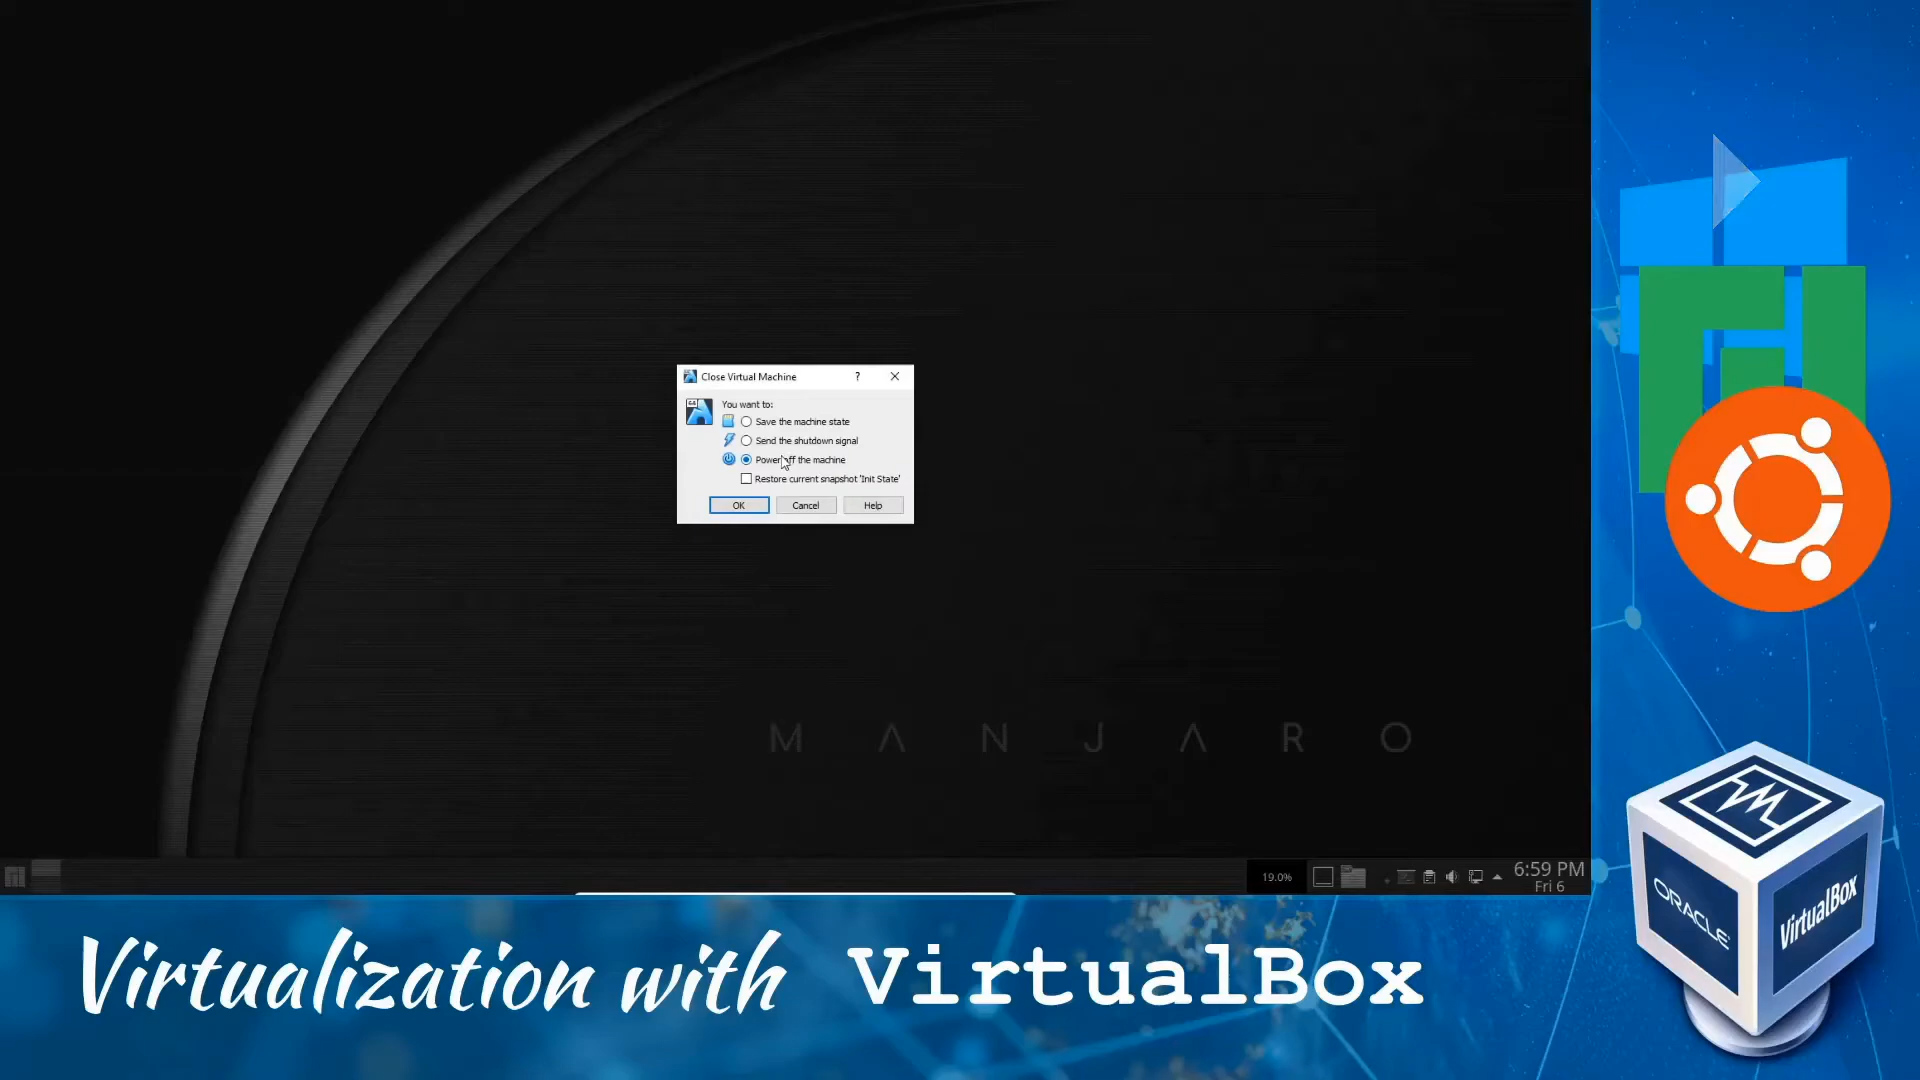 Close Virtual Machine
?
You want to:
Save the machine state
Send the shutdown signal
Power off the machine
Restore current snapshot 'Init State'
OK
Cancel
Help
MANJARO
19.0%
6:59 PM
Fri 6
Virtualization with VirtualBox
ORACLE
VirtualBox